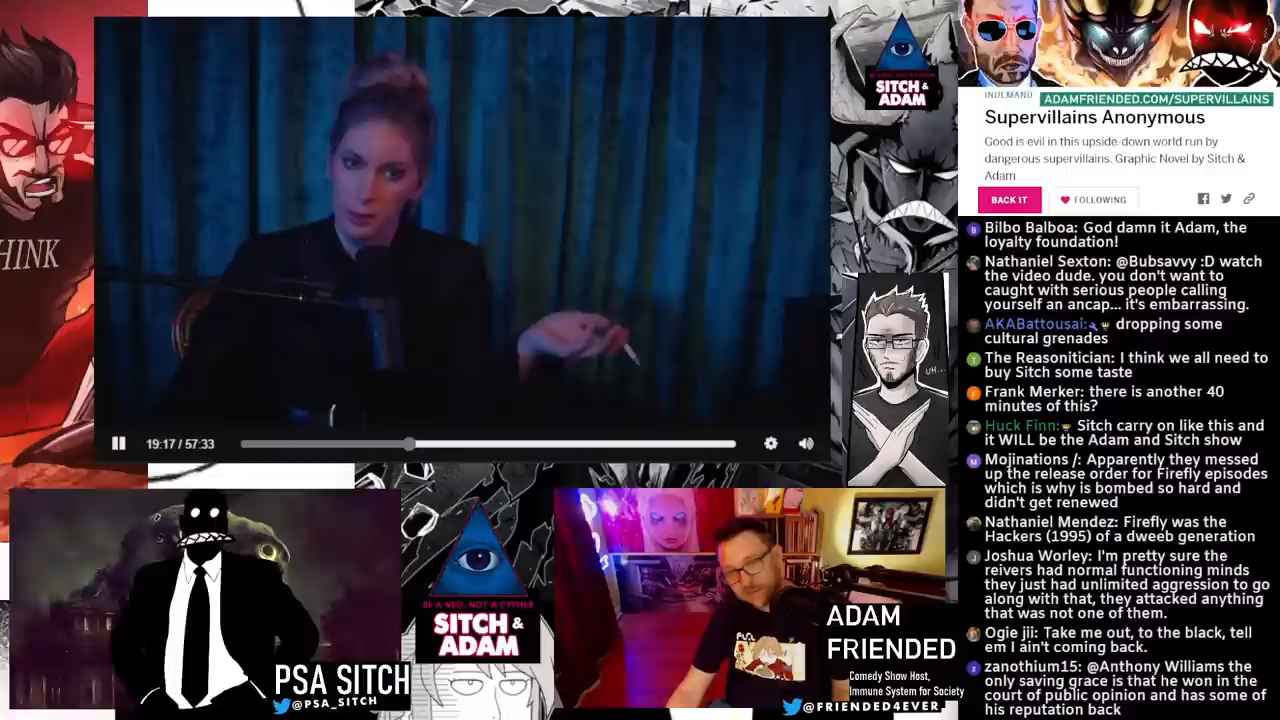 HINK
19:17 / 57:33
BE A NEO, NOT A CYPHER
SITCH &
ADAM
UH...
INDEMAND
ADAMFRIENDED.COM/SUPERVILLAINS
Supervillains Anonymous
Good is evil in this upside-down world run by
dangerous supervillains. Graphic Novel by Sitch &
Adam
BACK IT
FOLLOWING
Bilbo Balboa: God damn it Adam, the
loyalty foundation!
Nathaniel Sexton: @Bubsavvy :D watch
the video dude. you don't want to
caught with serious people calling
yourself an ancap... it's embarrassing.
AKABattousai: dropping some
cultural grenades
The Reasonitician: I think we all need to
buy Sitch some taste
Frank Merker: there is another 40
minutes of this?
Huck Finn: Sitch carry on like this and
it WILL be the Adam and Sitch show
Mojinations /: Apparently they messed
up the release order for Firefly episodes
which is why is bombed so hard and
didn't get renewed
Nathaniel Mendez: Firefly was the
Hackers (1995) of a dweeb generation
Joshua Worley: I'm pretty sure the
reivers had normal functioning minds
they just had unlimited aggression to go
along with that, they attacked anything
that was not one of them.
Ogie jii: Take me out, to the black, tell
em I ain't coming back.
zanothium15: @Anthony Williams the
only saving grace is that he won in the
court of public opinion and has some of
his reputation back
PSA SITCH
@PSA_SITCH
BE A NEO, NOT A CYPHER
SITCH &
ADAM
ADAM
FRIENDED
Comedy Show Host,
Immune System for Society
@FRIENDED4EVER